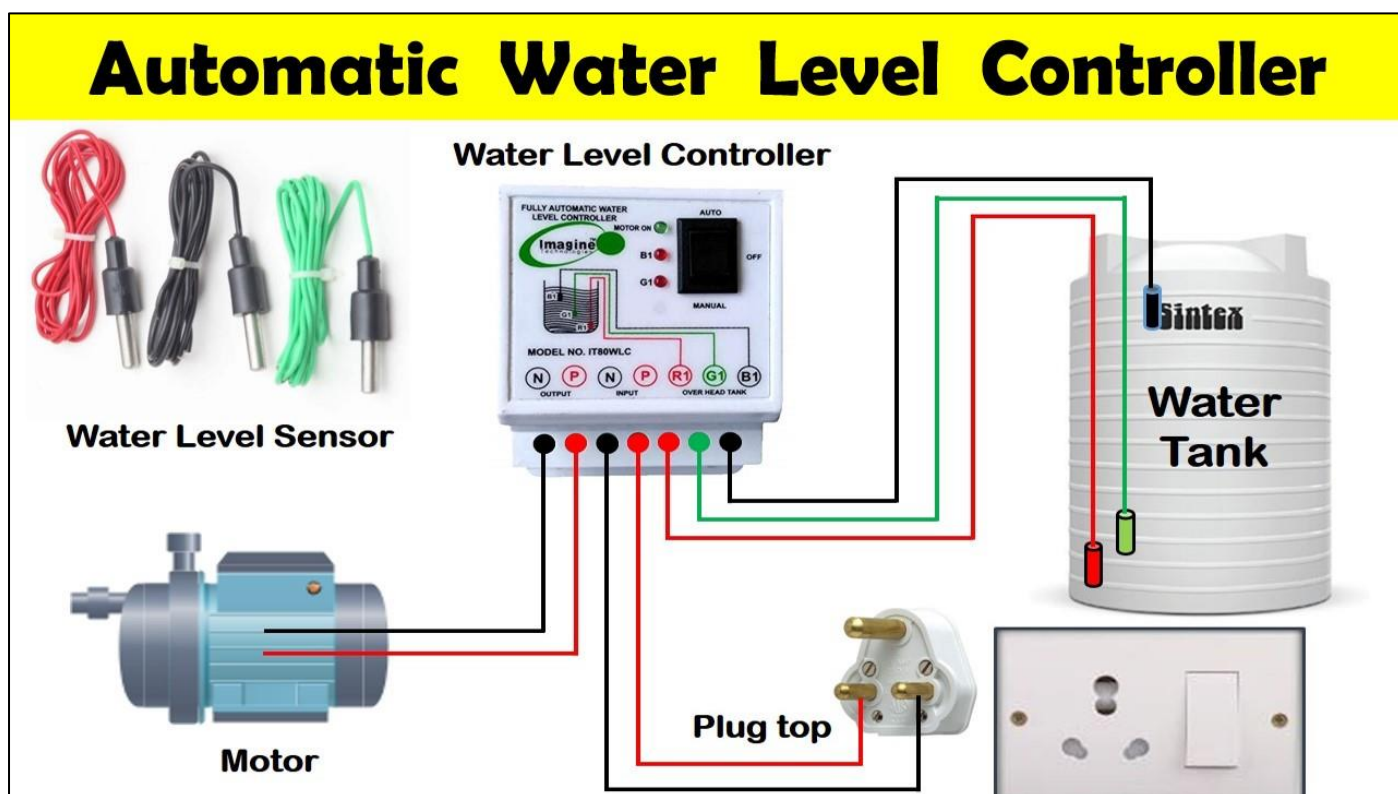 Automatic Water Level Controller
Water Level Controller
FULLY AUTOMATIC WATER
LEVEL CONTROLLER
Imagine
Technologies
MOTOR ON
B1
G1
AUTO
OFF
MANUAL
B1
G1
R1
MODEL NO. IT80WLC
N P N P R1 G1 B1
OUTPUT INPUT OVER HEAD TANK
Water Level Sensor
Sintex
Water
Tank
Motor
Plug top